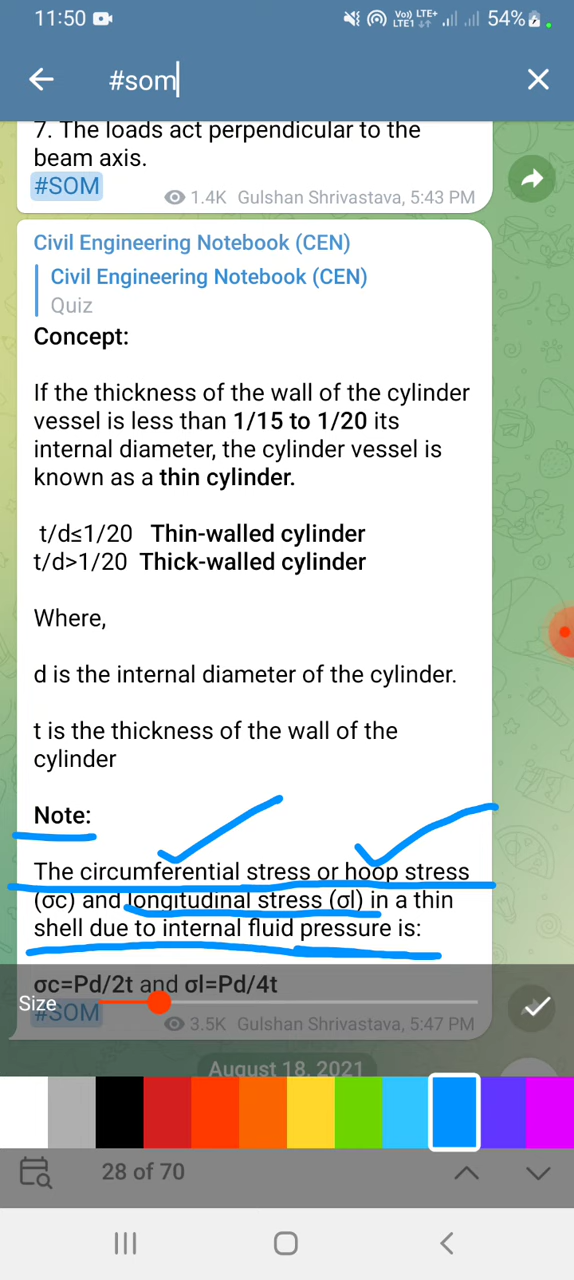 11:50
Vo)) LTE+
LTE1
54%
#som
7. The loads act perpendicular to the
beam axis.
#SOM
1.4K Gulshan Shrivastava, 5:43 PM
Civil Engineering Notebook (CEN)
Civil Engineering Notebook (CEN)
Quiz
Concept:
If the thickness of the wall of the cylinder
vessel is less than 1/15 to 1/20 its
internal diameter, the cylinder vessel is
known as a thin cylinder.
t/d≤1/20 Thin-walled cylinder
t/d>1/20 Thick-walled cylinder
Where,
d is the internal diameter of the cylinder.
t is the thickness of the wall of the
cylinder
Note:
The circumferential stress or hoop stress
(σc) and longitudinal stress (σl) in a thin
shell due to internal fluid pressure is:
σc=Pd/2t and σl=Pd/4t
Size
#SOM
3.5K Gulshan Shrivastava, 5:47 PM
August 18, 2021
28 of 70